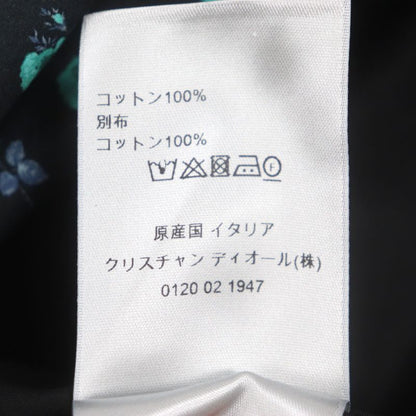 コットン100%
別布
コットン100%
F
原産国 イタリア
クリスチャン ディオール(株)
0120 02 1947